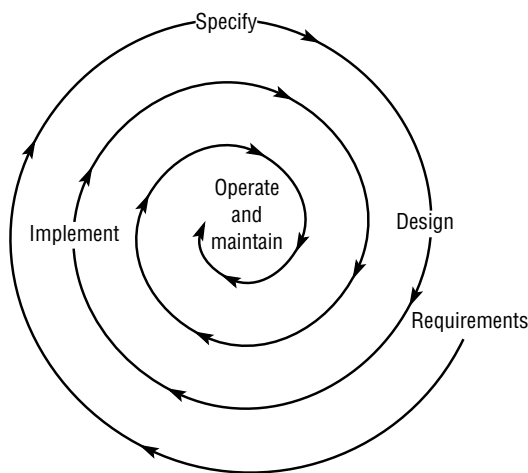 Specify
Operate
and
maintain
Implement
Design
Requirements